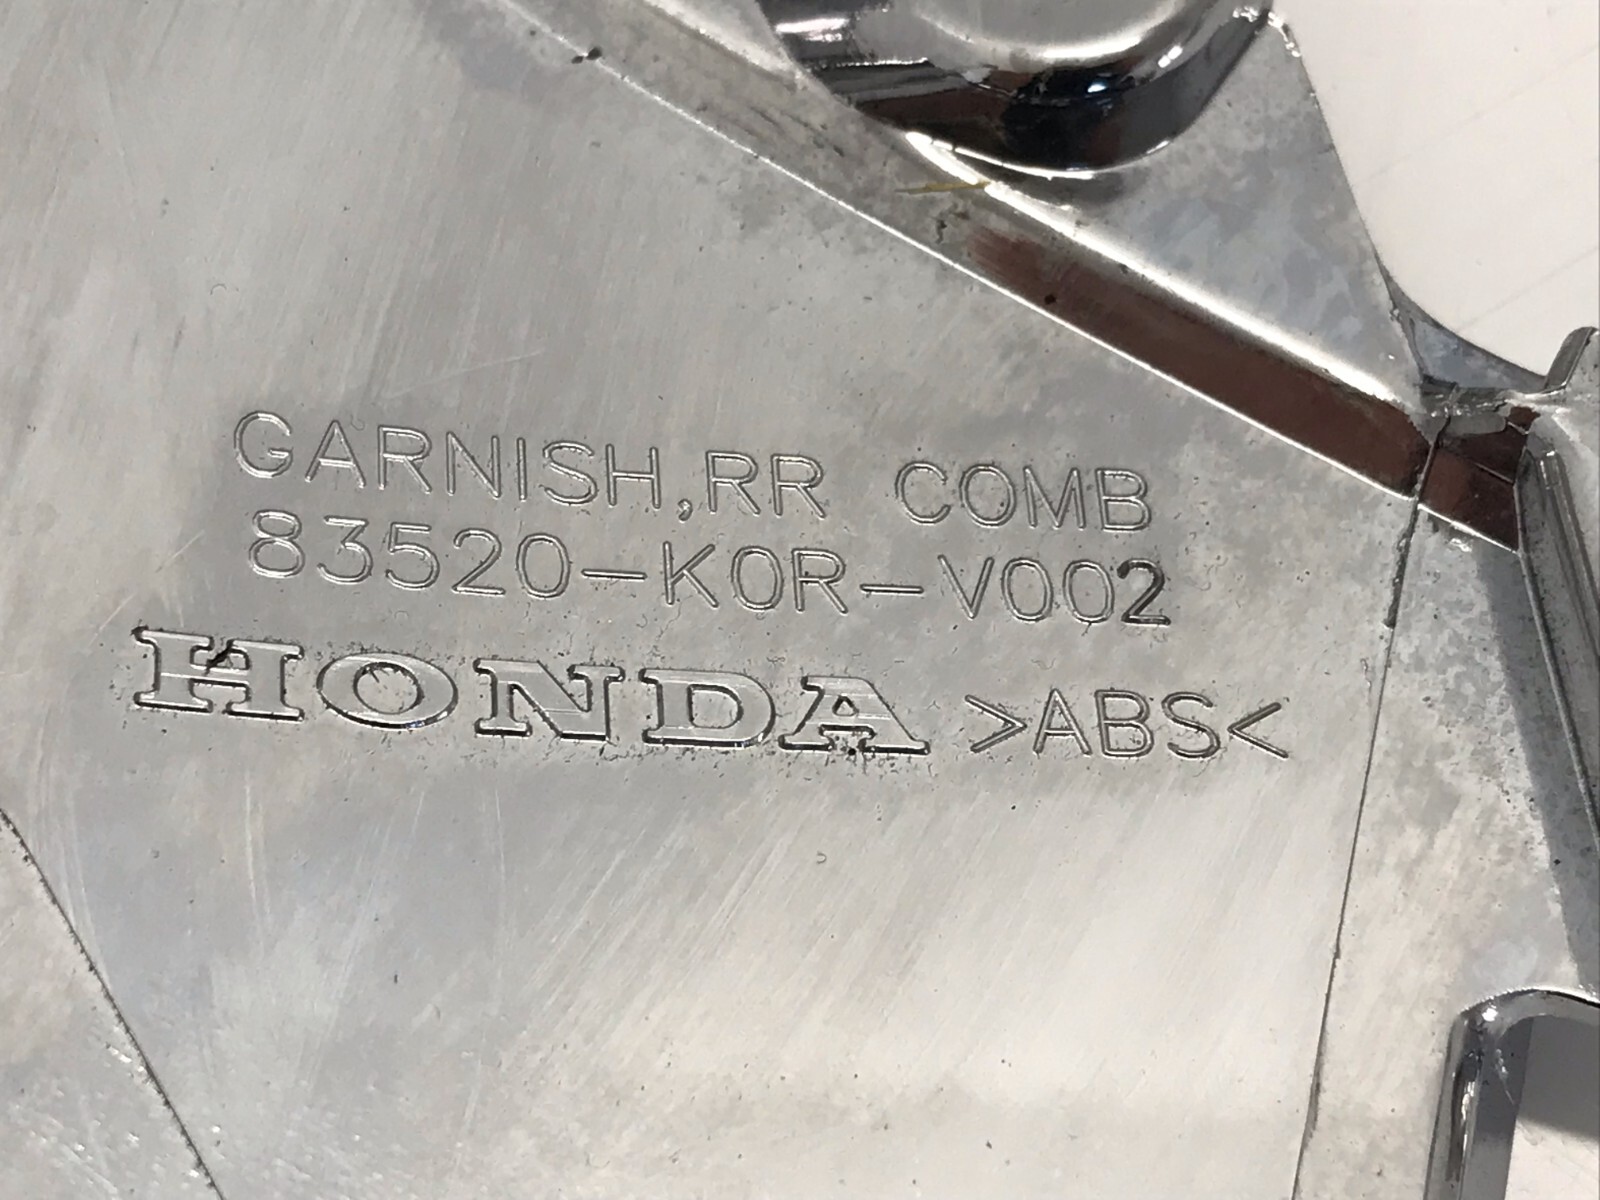 GARNISH,RR COMB
83520-K0R-V002
HONDA >ABS<